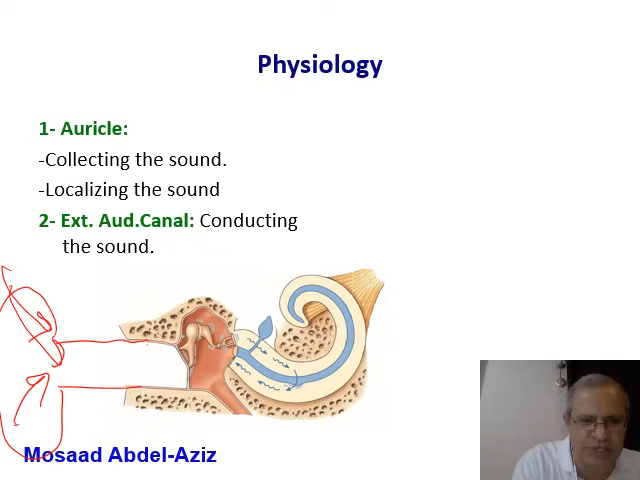 Physiology
1- Auricle:
-Collecting the sound.
-Localizing the sound
2- Ext. Aud.Canal: Conducting
the sound.
Mosaad Abdel-Aziz